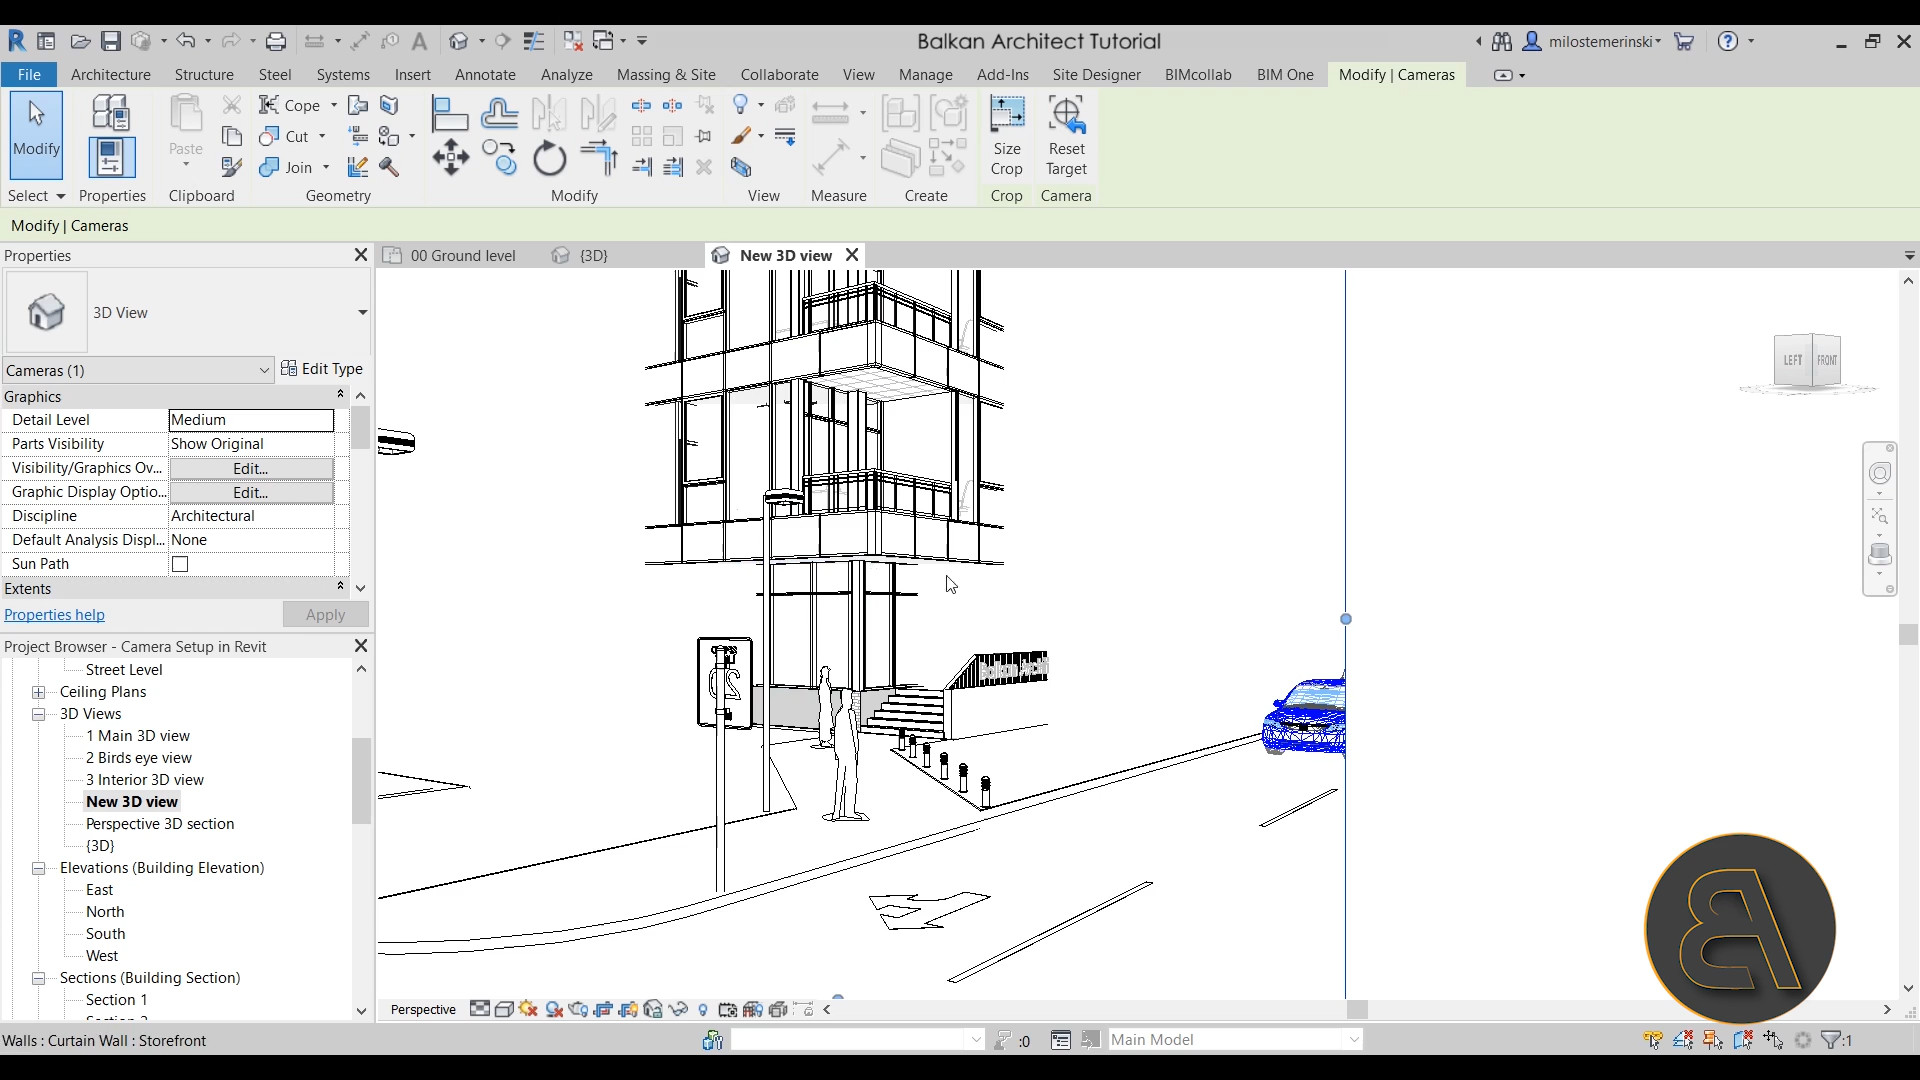 Balkan Architect Tutorial
milostemerinski
File
Architecture
Structure
Steel
Systems
Insert
Annotate
Analyze
Massing & Site
Collaborate
View
Manage
Add-Ins
Site Designer
BIMcollab
BIM One
Modify | Cameras
Modify
Paste
Cope
Cut
Join
Size Crop
Reset Target
Select
Properties
Clipboard
Geometry
Modify
View
Measure
Create
Crop
Camera
Modify | Cameras
Properties
00 Ground level
{3D}
New 3D view
3D View
Cameras (1)
Edit Type
Graphics
Detail Level
Medium
Parts Visibility
Show Original
Visibility/Graphics Ov...
Edit...
Graphic Display Optio...
Edit...
Discipline
Architectural
Default Analysis Displ...
None
Sun Path
Extents
Properties help
Apply
LEFT
FRONT
Project Browser - Camera Setup in Revit
Street Level
Ceiling Plans
3D Views
1 Main 3D view
2 Birds eye view
3 Interior 3D view
New 3D view
Perspective 3D section
{3D}
Elevations (Building Elevation)
East
North
South
West
Sections (Building Section)
Section 1
Perspective
Walls : Curtain Wall : Storefront
:0
Main Model
:1